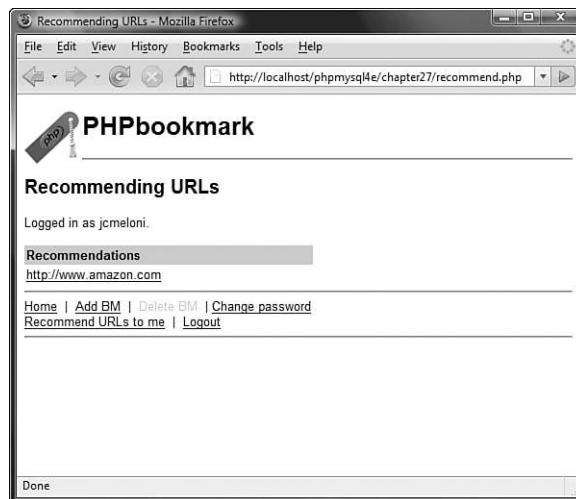 Recommending URLs - Mozilla Firefox
File Edit View History Bookmarks Tools Help
http://localhost/phpmysql4e/chapter27/recommend.php
php
PHPbookmark
Recommending URLs
Logged in as jcmeloni.
Recommendations
http://www.amazon.com
Home | Add BM | Delete BM | Change password
Recommend URLs to me | Logout
Done